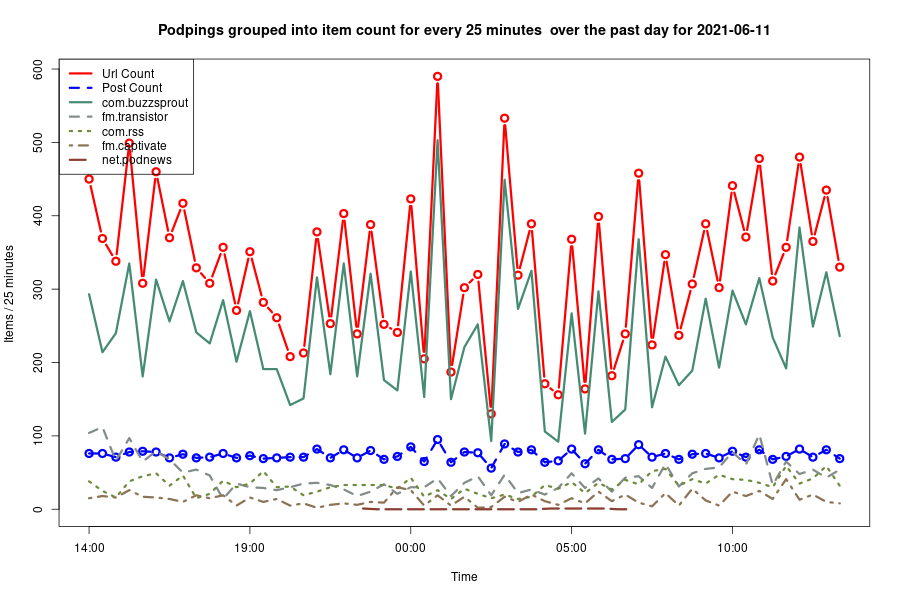 Podpings grouped into item count for every 25 minutes  over the past day for 2021-06-11
Url Count
Post Count
com.buzzsprout
fm.transistor
com.rss
fm.captivate
net.podnews
Items / 25 minutes
0
100
200
300
400
500
600
14:00
19:00
00:00
05:00
10:00
Time